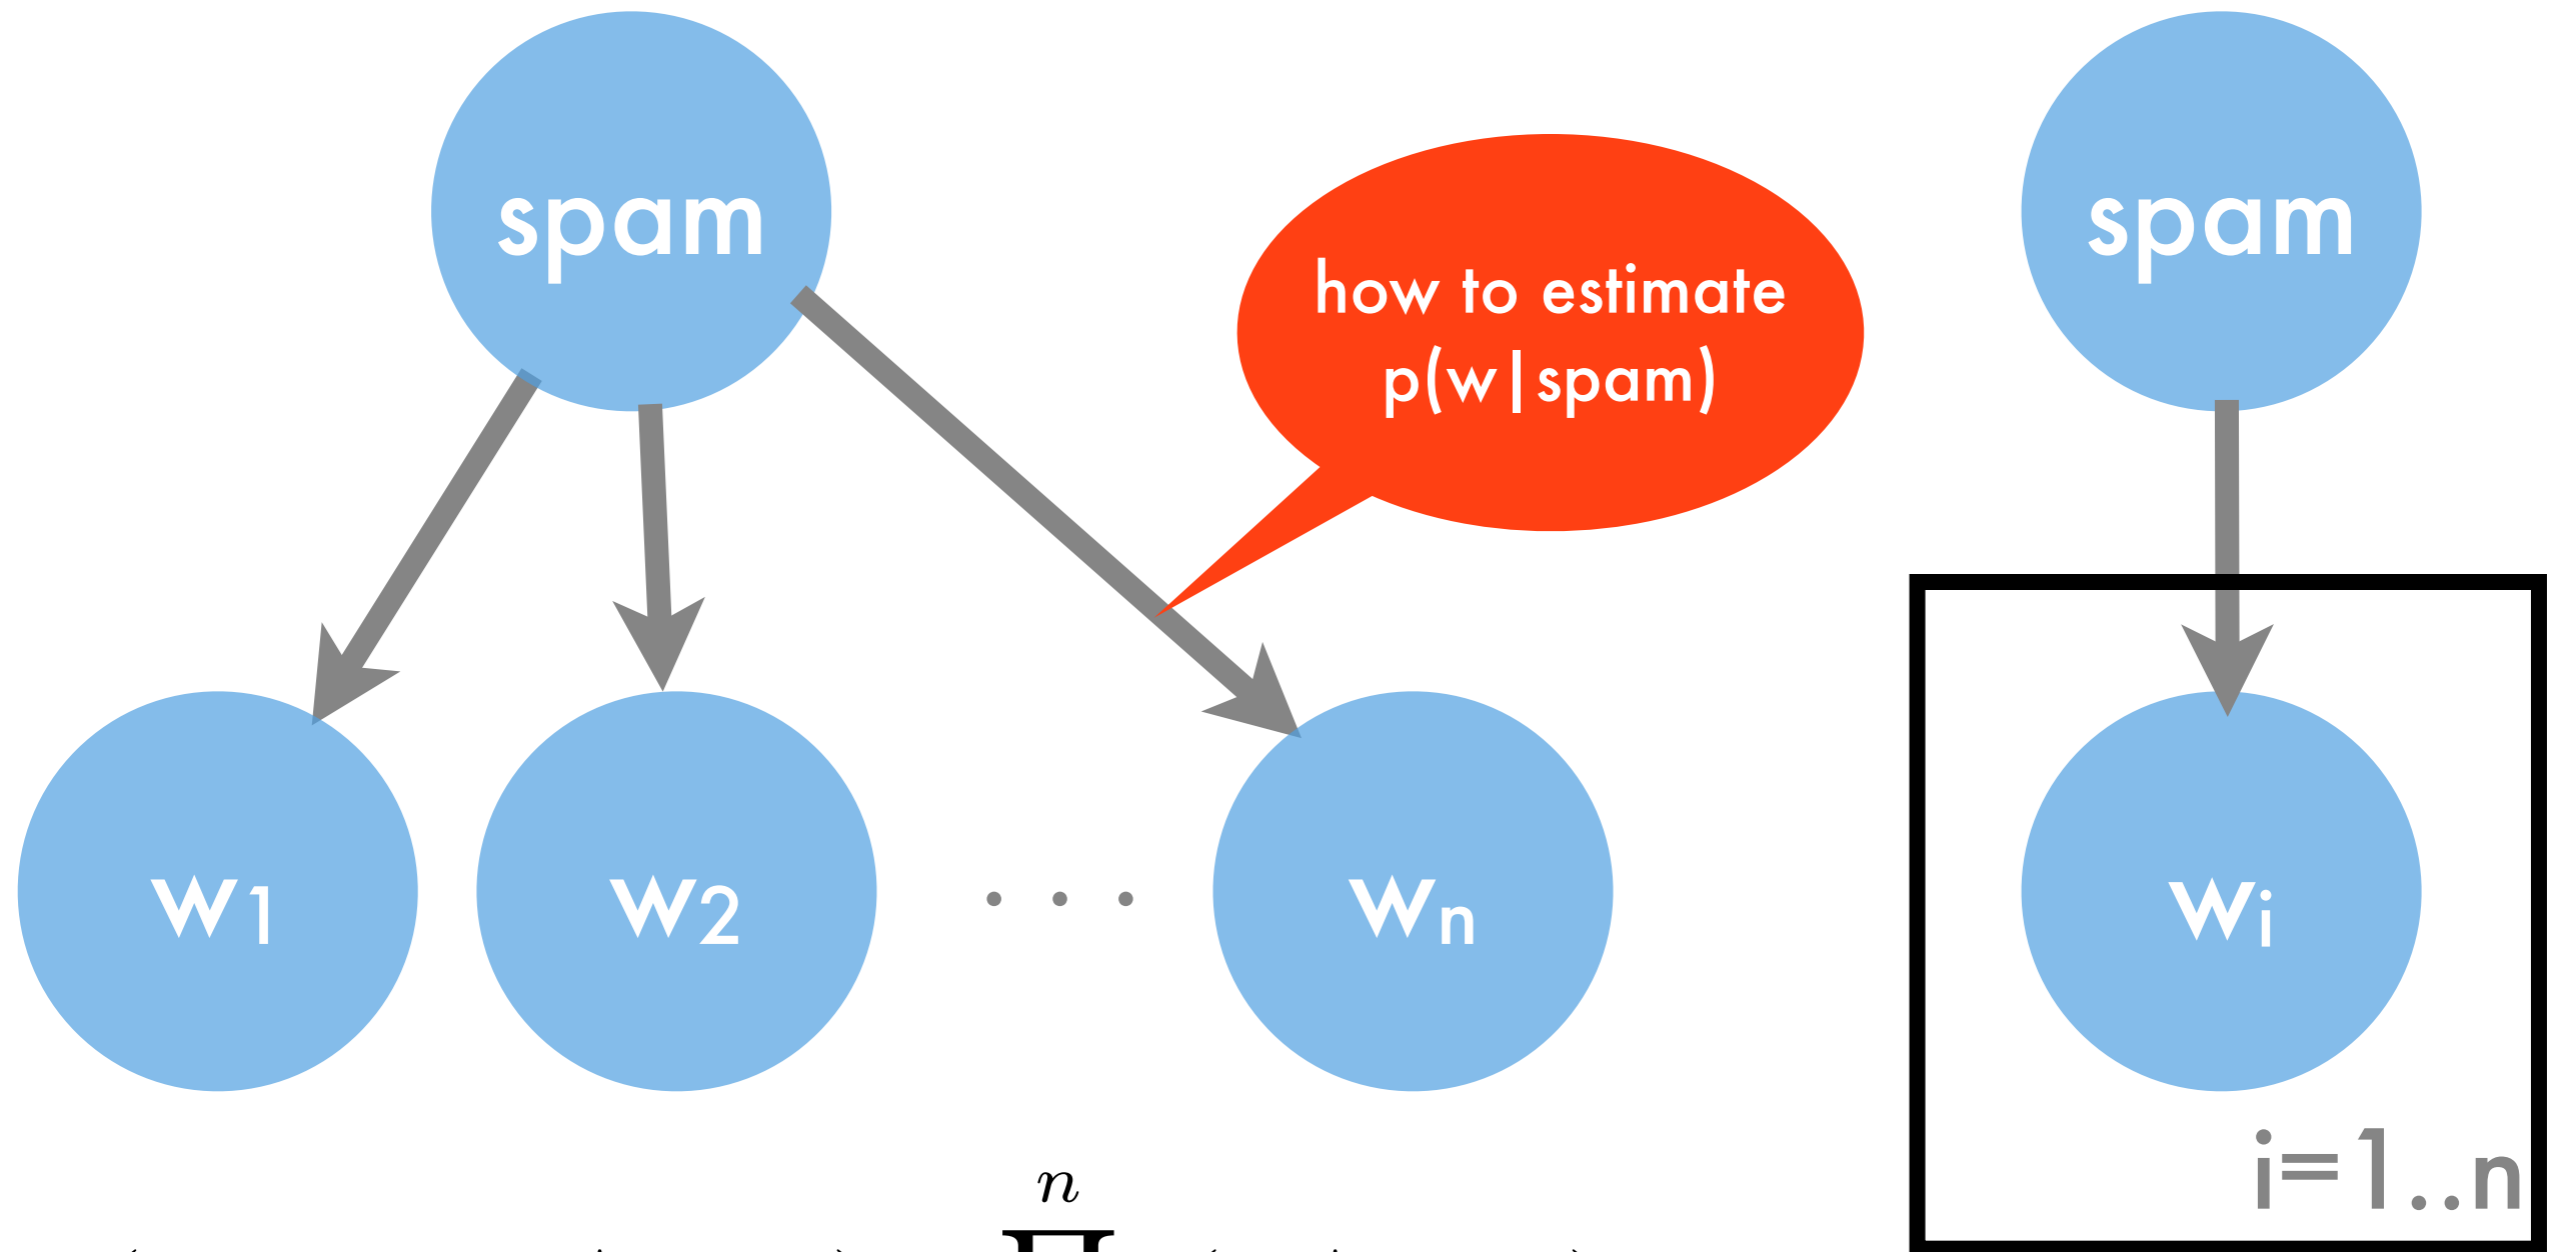 spam
how to estimate
p(w|spam)
spam
w1
w2
. . .
wn
wi
i=1..n
n